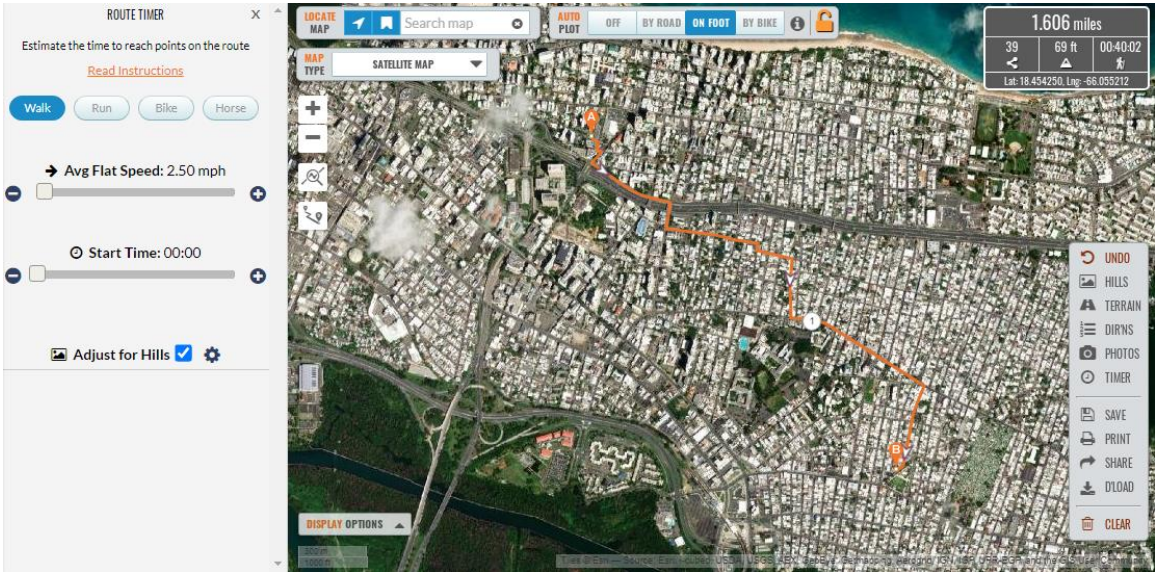 ROUTE TIMER
X
Estimate the time to reach points on the route
Read Instructions
Walk
Run
Bike
Horse
Avg Flat Speed: 2.50 mph
Start Time: 00:00
Adjust for Hills
LOCATE
MAP
Search map
AUTO
PLOT
OFF
BY ROAD
ON FOOT
BY BIKE
MAP
TYPE
SATELLITE MAP
1.606 miles
39
69 ft
00:40:02
Lat: 18.454250, Lng: -66.055212
A
1
B
UNDO
HILLS
TERRAIN
DIR'NS
PHOTOS
TIMER
SAVE
PRINT
SHARE
D'LOAD
CLEAR
DISPLAY OPTIONS